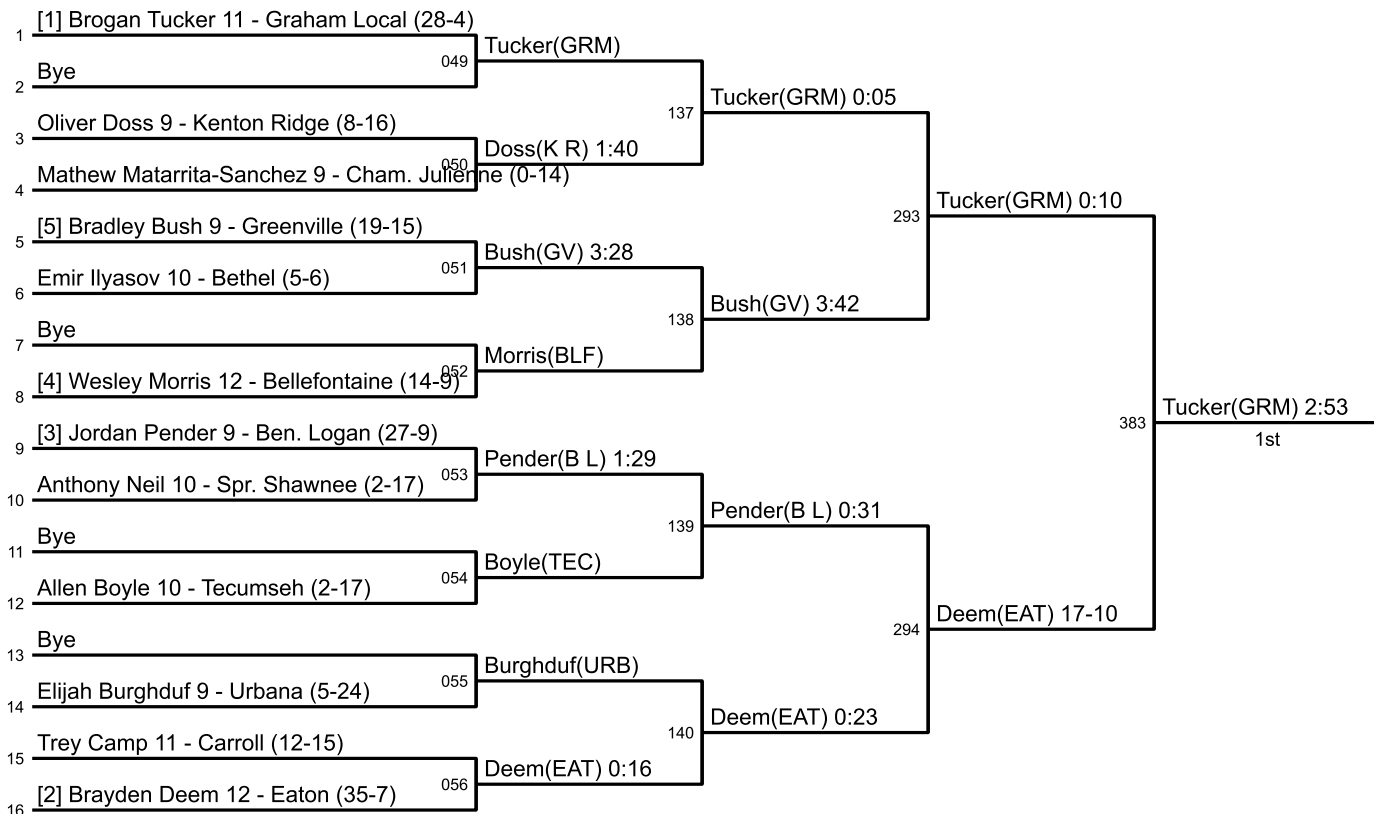 [1] Brogan Tucker 11 - Graham Local (28-4)
1
Bye
2
049
Tucker(GRM)
Oliver Doss 9 - Kenton Ridge (8-16)
3
Mathew Matarrita-Sanchez 9 - Cham. Julienne (0-14)
4
050
Doss(K R) 1:40
137
Tucker(GRM) 0:05
[5] Bradley Bush 9 - Greenville (19-15)
5
Emir Ilyasov 10 - Bethel (5-6)
6
051
Bush(GV) 3:28
Bye
7
[4] Wesley Morris 12 - Bellefontaine (14-9)
8
052
Morris(BLF)
138
Bush(GV) 3:42
293
Tucker(GRM) 0:10
[3] Jordan Pender 9 - Ben. Logan (27-9)
9
Anthony Neil 10 - Spr. Shawnee (2-17)
10
053
Pender(B L) 1:29
Bye
11
Allen Boyle 10 - Tecumseh (2-17)
12
054
Boyle(TEC)
139
Pender(B L) 0:31
Bye
13
Elijah Burghduf 9 - Urbana (5-24)
14
055
Burghduf(URB)
Trey Camp 11 - Carroll (12-15)
15
[2] Brayden Deem 12 - Eaton (35-7)
16
056
Deem(EAT) 0:16
140
Deem(EAT) 0:23
294
Deem(EAT) 17-10
383
Tucker(GRM) 2:53
1st